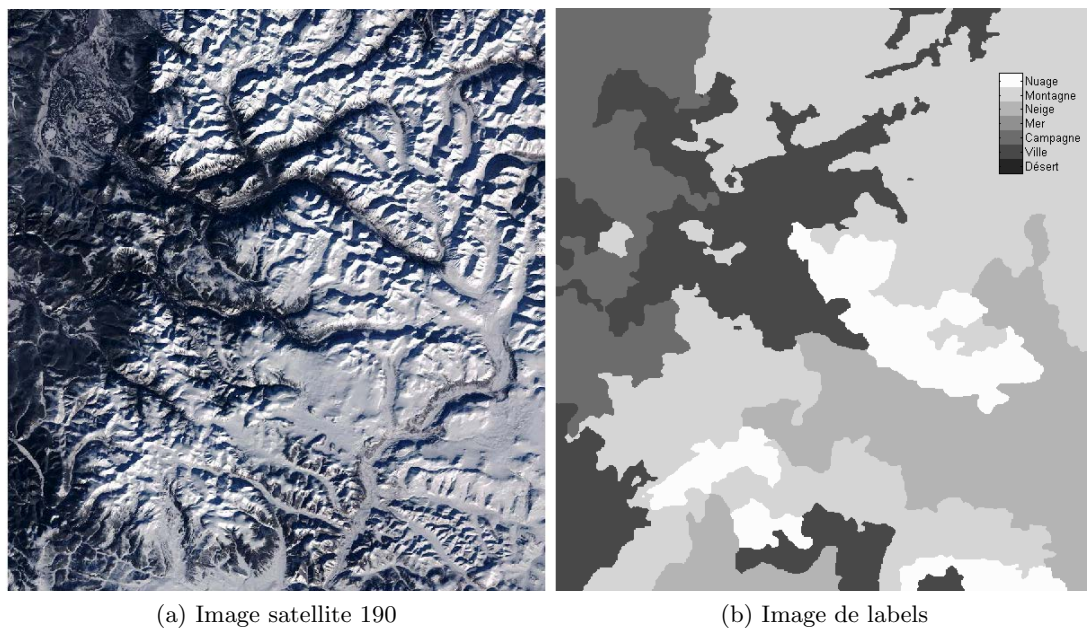 Nuage
Montagne
Neige
Mer
Campagne
Ville
Désert
(a) Image satellite 190
(b) Image de labels